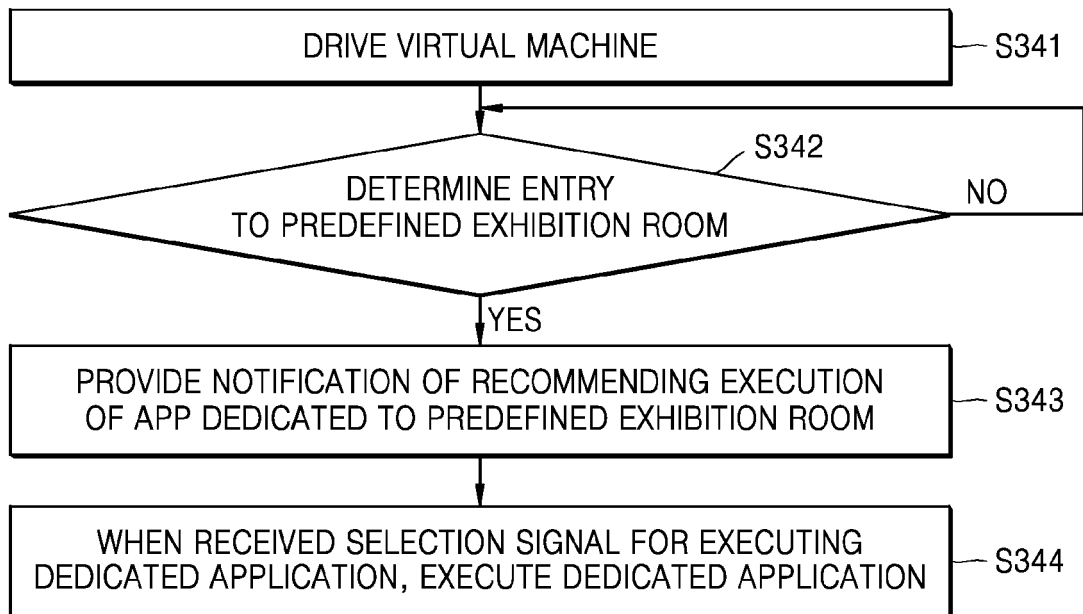 DRIVE VIRTUAL MACHINE
S341
S342
DETERMINE ENTRY
TO PREDEFINED EXHIBITION ROOM
NO
YES
PROVIDE NOTIFICATION OF RECOMMENDING EXECUTION
OF APP DEDICATED TO PREDEFINED EXHIBITION ROOM
S343
WHEN RECEIVED SELECTION SIGNAL FOR EXECUTING
DEDICATED APPLICATION, EXECUTE DEDICATED APPLICATION
S344